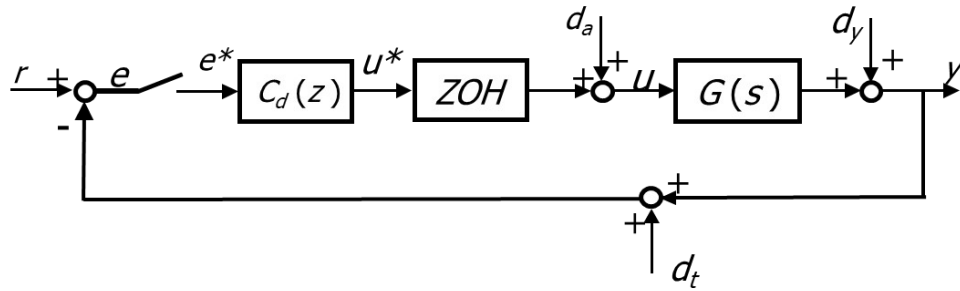 d_a
d_y
r + e e* C_d(z) u* ZOH + + u G(s) + + y
-
+
+
d_t